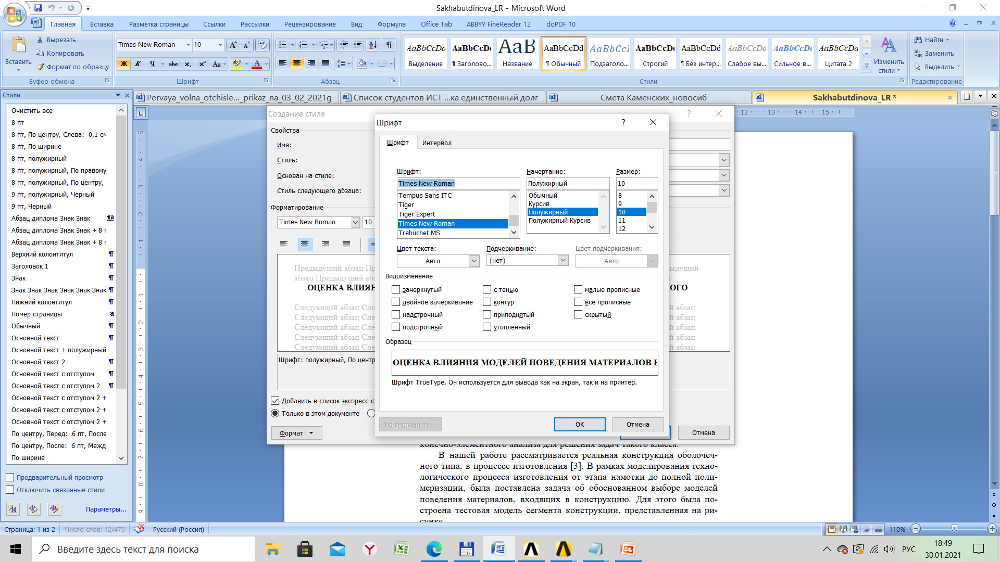 Sakhabutdinova_LR - Microsoft Word
Главная
Вставка
Разметка страницы
Ссылки
Рассылки
Рецензирование
Вид
Формула
Office Tab
ABBYY FineReader 12
doPDF 10
Вставить
Вырезать
Копировать
Формат по образцу
Буфер обмена
Times New Roman
10
Шрифт
Абзац
AaBbCcDd
Выделение
AaBbCcDd
¶ Заголово...
АаВ
Название
AaBbCcDd
¶ Обычный
AaBbCcI
Подзаголо...
AaBbCcDd
Строгий
AaBbCcDd
¶ Без интер...
AaBbCcDd
Слабое вы...
AaBbCcDd
Сильное в...
AaBbCcDd
Цитата 2
Стили
Изменить стили
Найти
Заменить
Выделить
Редактирование
Стили
Pervaya_volna_otchisle..._prikaz_na_03_02_2021g
Список студентов ИСТ ...ка единственный долг
Смета Каменских_новосиб
Sakhabutdinova_LR *
Очистить все
8 пт
8 пт, По центру, Слева: 0,1 см
8 пт, По ширине
8 пт, полужирный
8 пт, полужирный, По правому
8 пт, полужирный, По центру,
9 пт, полужирный, Черный
9 пт, Черный
Абзац диплома Знак Знак
Абзац диплома Знак Знак + 8 г
Абзац диплома Знак Знак + 8 г
Верхний колонтитул
Заголовок 1
Знак
Знак Знак Знак Знак Знак Знак
Нижний колонтитул
Номер страницы
Обычный
Основной текст
Основной текст + полужирный
Основной текст 2
Основной текст с отступом
Основной текст с отступом 2
Основной текст с отступом 2 +
Основной текст с отступом 2 +
Основной текст с отступом 2 +
По центру, Перед: 6 пт, После
По центру, После: 6 пт, Межд
По ширине
Предварительный просмотр
Отключить связанные стили
Параметры...
Создание стиля
Свойства
Имя:
Стиль:
Основан на стиле:
Стиль следующего абзаца:
Форматирование
Times New Roman
10
Предыдущий абзац Пр
ыдущий
абзац Предыдущий аб
ОЦЕНКА ВЛИЯН
ІОГО
Следующий абзац Сле
й абзац
Следующий абзац Сле
й абзац
Следующий абзац Сле
й абзац
Следующий абзац Сле
й абзац
Следующий абзац Сле
й абзац
Шрифт: полужирный, По центр
Добавить в список экспресс-ст
Только в этом документе
Формат
Отмена
Шрифт
Шрифт
Интервал
Шрифт:
Начертание:
Размер:
Times New Roman
Полужирный
10
Tempus Sans ITC
Tiger
Tiger Expert
Times New Roman
Trebuchet MS
Обычный
Курсив
Полужирный
Полужирный Курсив
8
9
10
11
12
Цвет текста:
Подчеркивание:
Цвет подчеркивания:
Авто
(нет)
Авто
Видоизменение
зачеркнутый
с тенью
малые прописные
двойное зачеркивание
контур
все прописные
надстрочный
приподнятый
скрытый
подстрочный
утопленный
Образец
ОЦЕНКА ВЛИЯНИЯ МОДЕЛЕЙ ПОВЕДЕНИЯ МАТЕРИАЛОВ Н
Шрифт TrueType. Он используется для вывода как на экран, так и на принтер.
По умолчанию...
ОК
Отмена
конечно-элементного анализа для решения задач такого класса.
В нашей работе рассматривается реальная конструкция оболочеч-
ного типа, в процессе изготовления [3]. В рамках моделирования техно-
логического процесса изготовления от этапа намотки до полной поли-
меризации, была поставлена задача об обоснованном выборе моделей
поведения материалов, входящих в конструкцию. Для этого была по-
строена тестовая модель сегмента конструкции, представленная на ри-
сунке
Страница: 1 из 2
Число слов: 12/475
Русский (Россия)
110%
Введите здесь текст для поиска
РУС
18:49
30.01.2021